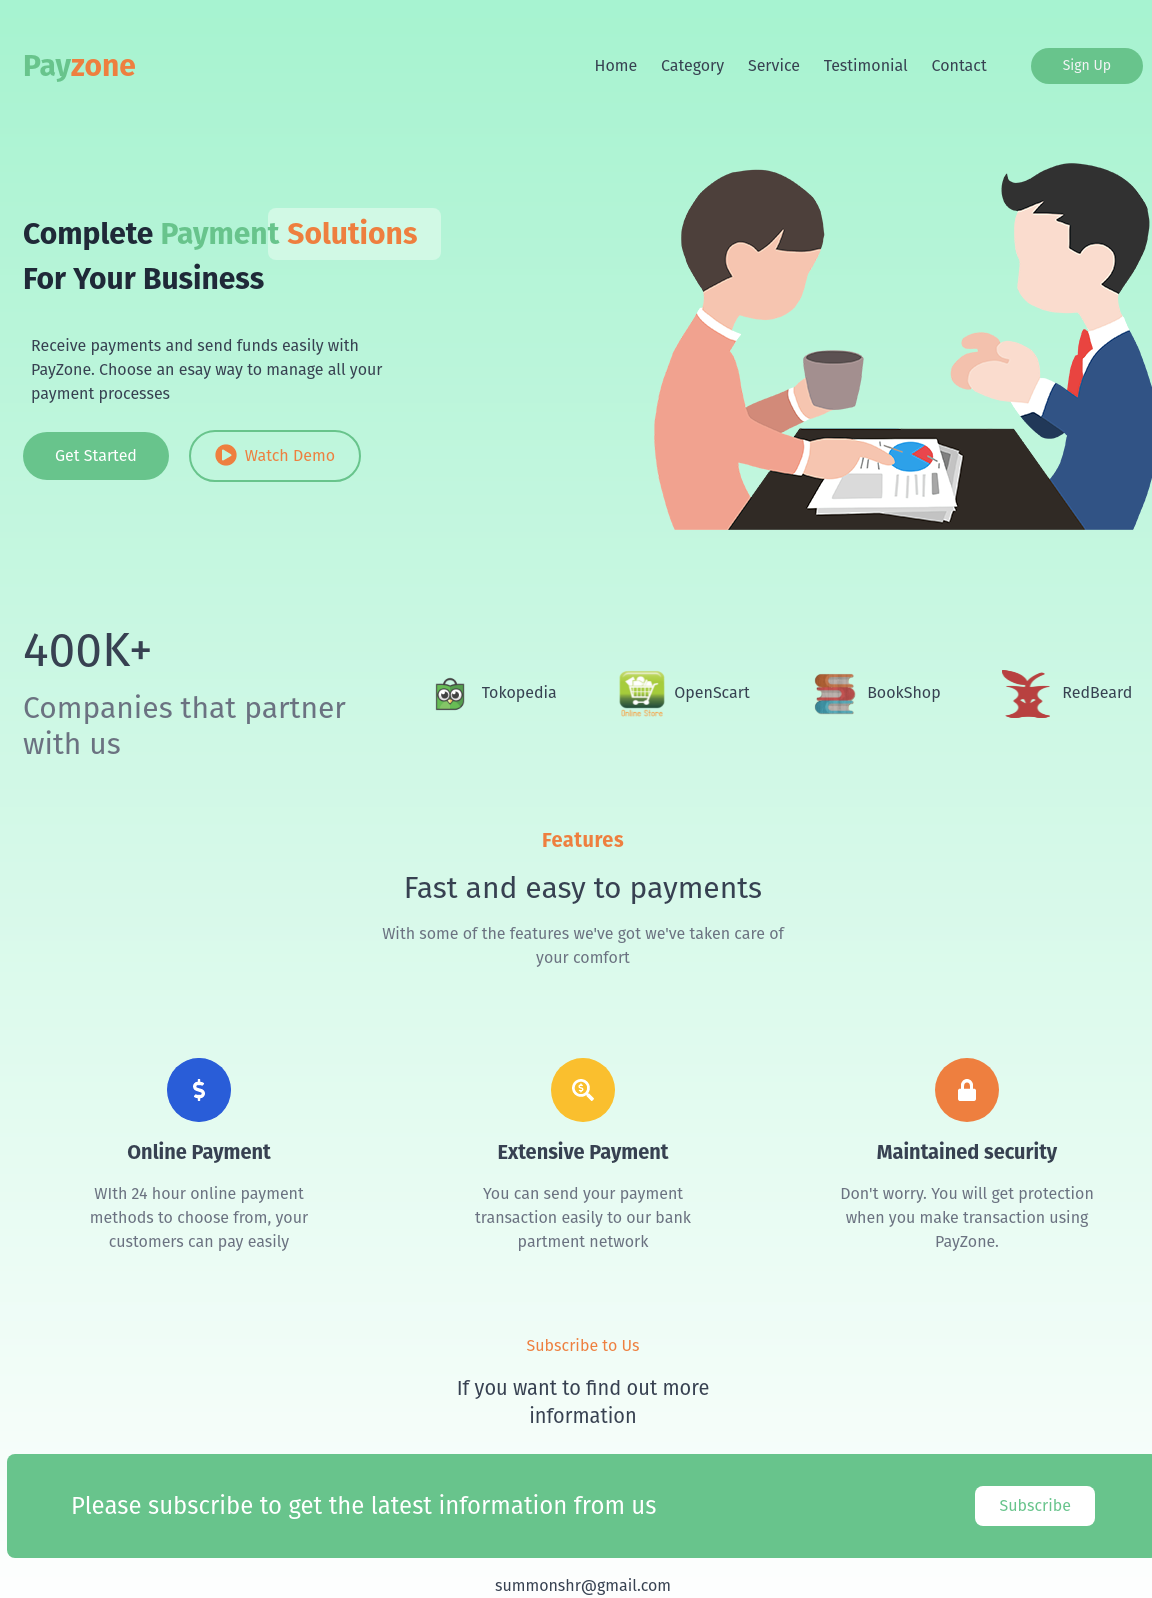 Payzone
Home Category Service Testimonial Contact Sign Up
Complete Payment Solutions
For Your Business
Receive payments and send funds easily with
PayZone. Choose an esay way to manage all your
payment processes
Get Started
Watch Demo
400K+
Companies that partner
with us
Tokopedia
Online Store
OpenScart
BookShop
RedBeard
Features
Fast and easy to payments
With some of the features we've got we've taken care of
your comfort
Online Payment
WIth 24 hour online payment
methods to choose from, your
customers can pay easily
Extensive Payment
You can send your payment
transaction easily to our bank
partment network
Maintained security
Don't worry. You will get protection
when you make transaction using
PayZone.
Subscribe to Us
If you want to find out more
information
Please subscribe to get the latest information from us
Subscribe
summonshr@gmail.com